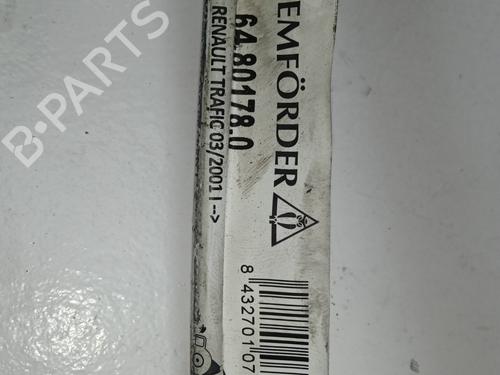 EMFÖRDER
64.80178.0
RENAULT TRAFIC 03/2001 I -->
8 432701 07
B-PARTS